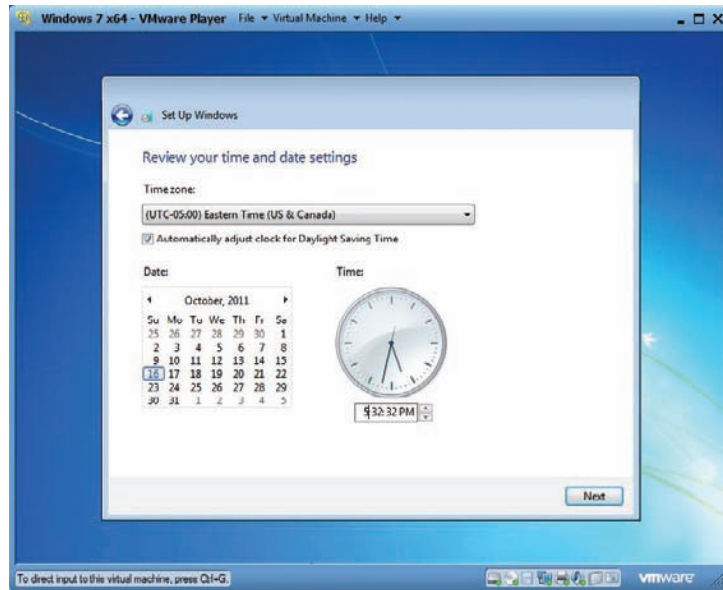 Windows 7 x64 - VMware Player File Virtual Machine Help
Set Up Windows
Review your time and date settings
Time zone:
(UTC-05:00) Eastern Time (US & Canada)
Automatically adjust clock for Daylight Saving Time
Date: Time:
October, 2011
Su Mo Tu We Th Fr Sa
25 26 27 28 29 30 1
2 3 4 5 6 7 8
9 10 11 12 13 14 15
16 17 18 19 20 21 22
23 24 25 26 27 28 29
30 31 1 2 3 4 5
5:32:32 PM
Next
To direct input to this virtual machine, press Ctrl+G.
vmware